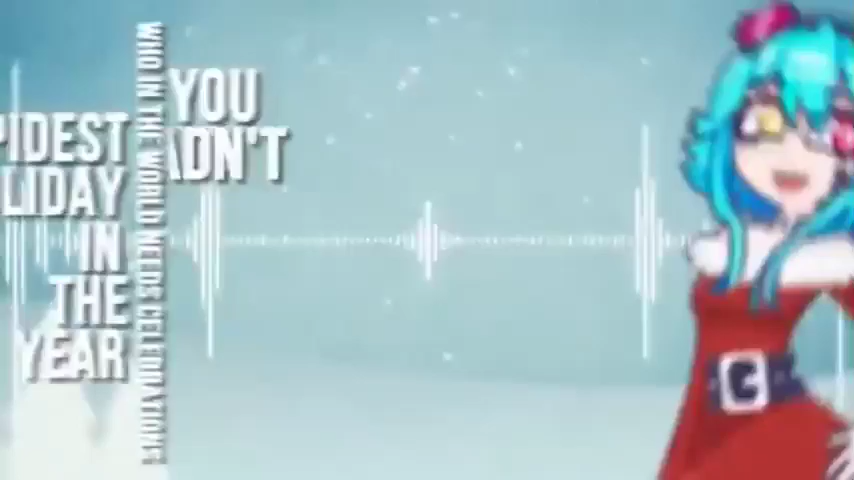 PIDEST
LIDAY
IN
THE
YEAR
WHO IN THE WORLD NEEDS CELEBRATIONS
YOU
ADN'T
C